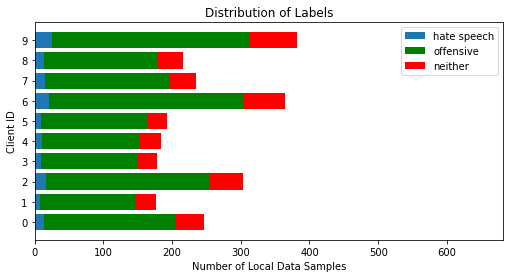 Distribution of Labels
hate speech
offensive
neither
Client ID
9
8
7
6
5
4
3
2
1
0
0 100 200 300 400 500 600
Number of Local Data Samples